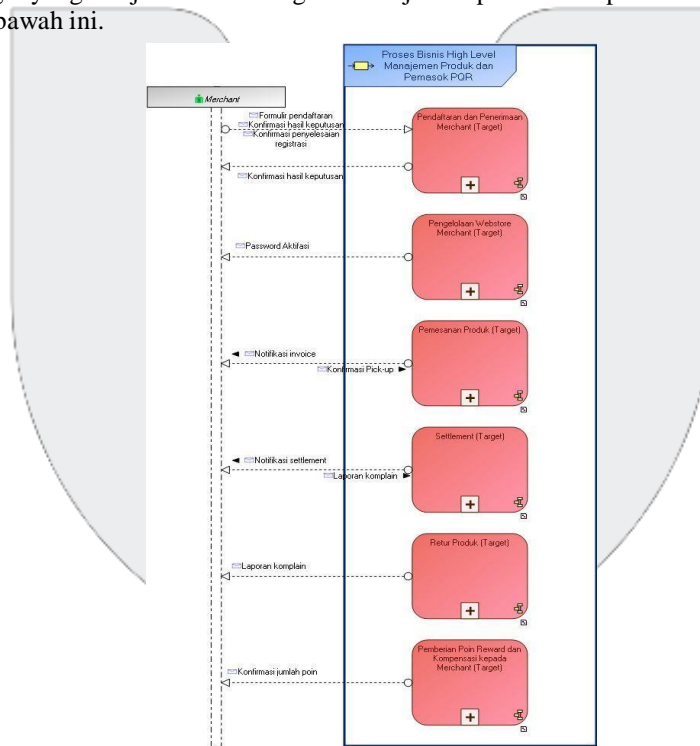 bawah ini.
Proses Bisnis High Level
Manajemen Produk dan
Pemasok PQR
Merchant
Formulir pendaftaran
Konfirmasi hasil keputusan
Konfirmasi penyelesaian
registrasi
Pendaftaran dan Penerimaan
Merchant (Target)
Konfirmasi hasil keputusan
Pengelolaan Webstore
Merchant (Target)
Password Aktifasi
Pemesanan Produk (Target)
Notifikasi invoice
Konfirmasi Pick-up
Settlement (Target)
Notifikasi settlement
Laporan komplain
Retur Produk (Target)
Laporan komplain
Pemberian Poin Reward dan
Kompensasi kepada
Merchant (Target)
Konfirmasi jumlah poin